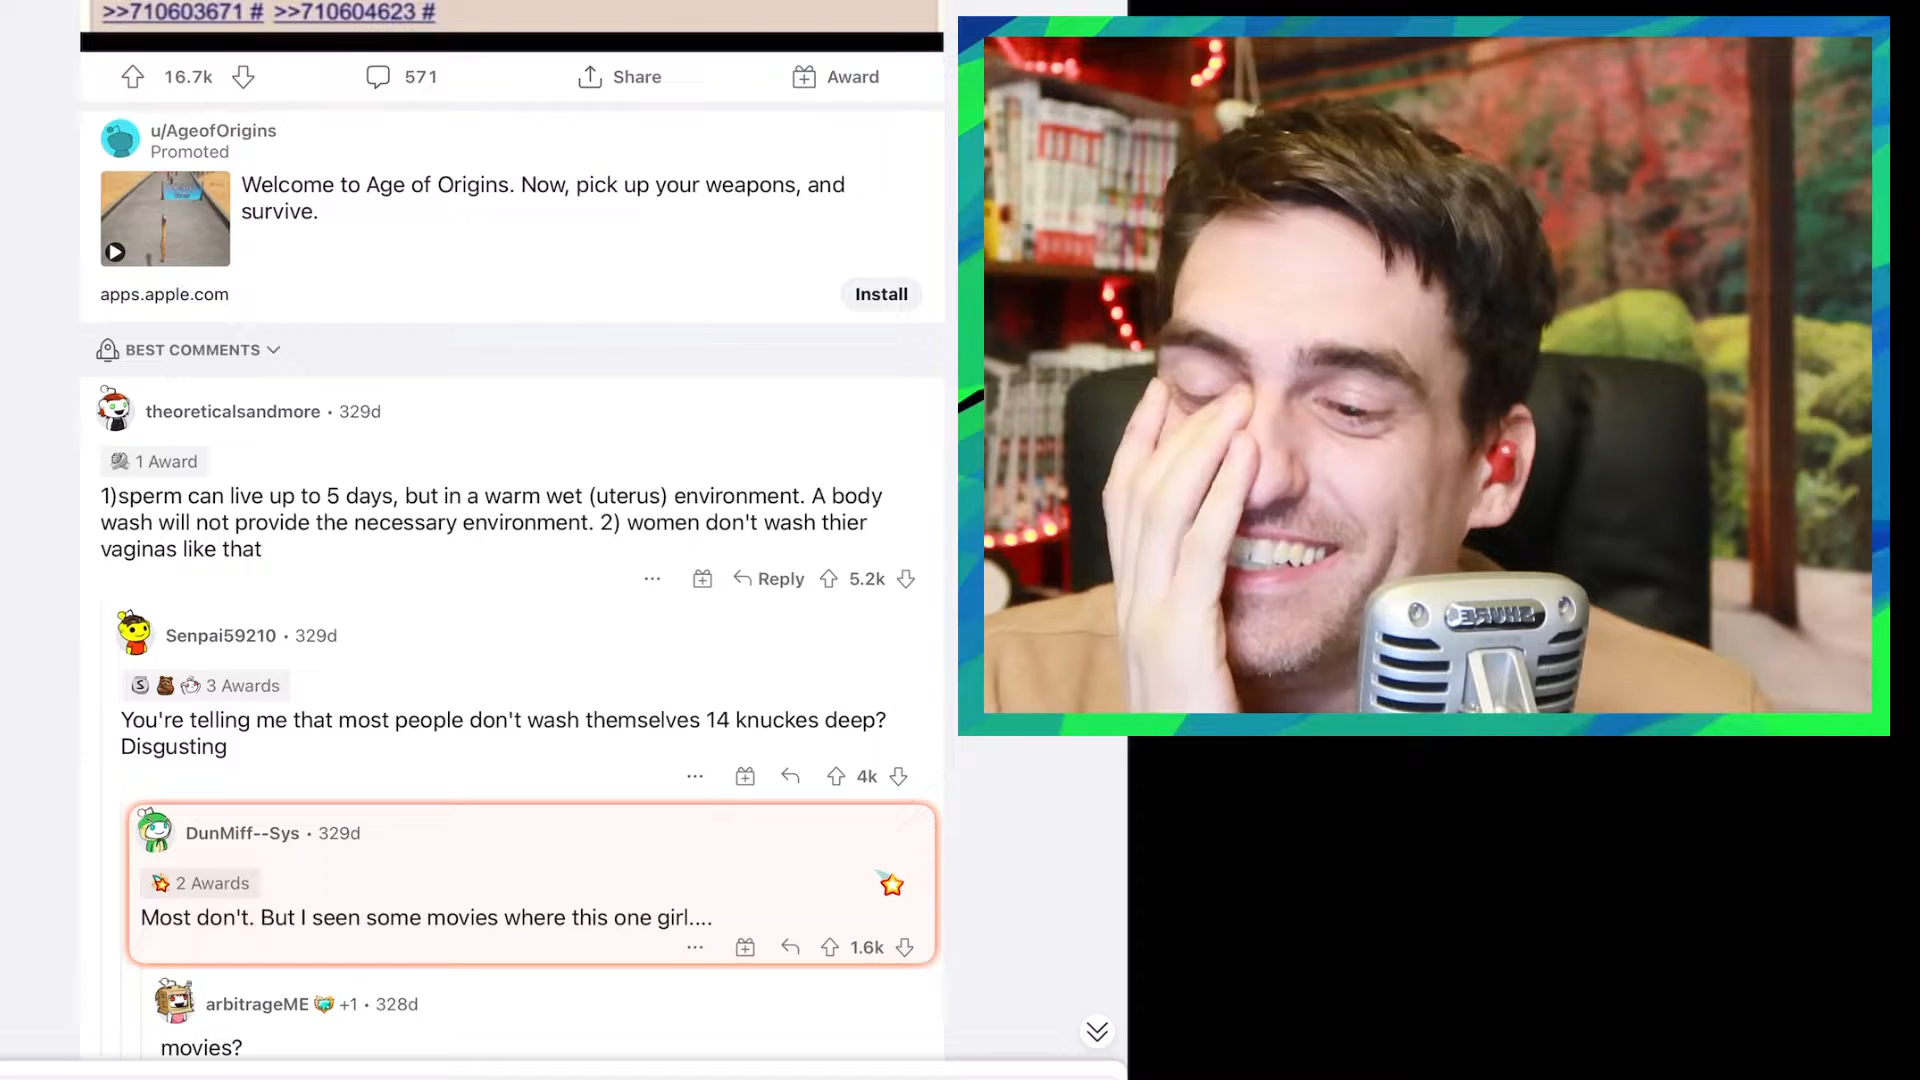 >>710603671 # >>710604623 #
16.7k 571 Share Award
u/AgeofOrigins
Promoted
Welcome to Age of Origins. Now, pick up your weapons, and
survive.
apps.apple.com Install
BEST COMMENTS
theoreticalsandmore • 329d
1 Award
1)sperm can live up to 5 days, but in a warm wet (uterus) environment. A body
wash will not provide the necessary environment. 2) women don't wash thier
vaginas like that
... Reply 5.2k
Senpai59210 • 329d
S 3 Awards
You're telling me that most people don't wash themselves 14 knuckes deep?
Disgusting
... 4k
DunMiff--Sys • 329d
2 Awards
Most don't. But I seen some movies where this one girl....
... 1.6k
arbitrageME +1 • 328d
movies?
SHURE